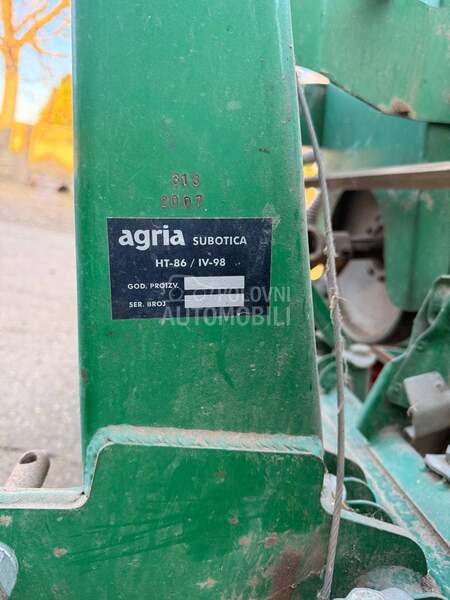 313
2007
agria SUBOTICA
HT-86 / IV-98
GOD. PROIZV.
SER. BROJ
POLOVNI
AUTOMOBILI